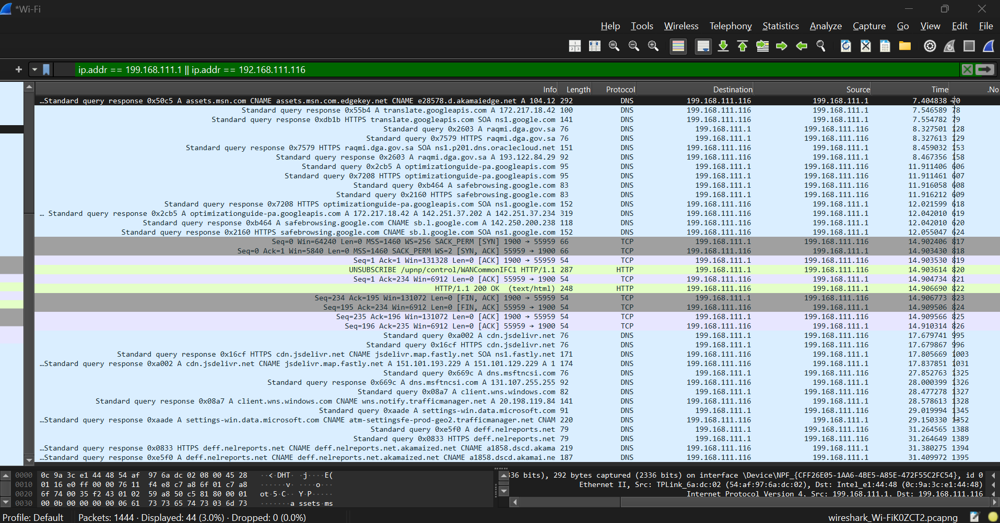 *Wi-Fi
Help Tools Wireless Telephony Statistics Analyze Capture Go View Edit File
ip.addr == 199.168.111.1 || ip.addr == 192.168.111.116
Info Length Protocol Destination Source Time .No
…Standard query response 0x50c5 A assets.msn.com CNAME assets.msn.com.edgekey.net CNAME e28578.d.akamaiedge.net A 104.12 292 DNS 199.168.111.116 199.168.111.1 7.404838 70
Standard query response 0x55b4 A translate.googleapis.com A 172.217.18.42 100 DNS 199.168.111.116 199.168.111.1 7.546589 78
Standard query response 0xdb1b HTTPS translate.googleapis.com SOA ns1.google.com 141 DNS 199.168.111.116 199.168.111.1 7.554782 79
Standard query 0x2603 A raqmi.dga.gov.sa 76 DNS 199.168.111.1 199.168.111.116 8.327501 128
Standard query 0x7579 HTTPS raqmi.dga.gov.sa 76 DNS 199.168.111.1 199.168.111.116 8.327613 129
Standard query response 0x7579 HTTPS raqmi.dga.gov.sa SOA ns1.p201.dns.oraclecloud.net 151 DNS 199.168.111.116 199.168.111.1 8.459032 153
Standard query response 0x2603 A raqmi.dga.gov.sa A 193.122.84.29 92 DNS 199.168.111.116 199.168.111.1 8.467356 158
Standard query 0x2cb5 A optimizationguide-pa.googleapis.com 95 DNS 199.168.111.1 199.168.111.116 11.911406 606
Standard query 0x7208 HTTPS optimizationguide-pa.googleapis.com 95 DNS 199.168.111.1 199.168.111.116 11.911461 607
Standard query 0xb464 A safebrowsing.google.com 83 DNS 199.168.111.1 199.168.111.116 11.916058 608
Standard query 0x2160 HTTPS safebrowsing.google.com 83 DNS 199.168.111.1 199.168.111.116 11.916212 609
Standard query response 0x7208 HTTPS optimizationguide-pa.googleapis.com SOA ns1.google.com 152 DNS 199.168.111.116 199.168.111.1 12.021599 618
… Standard query response 0x2cb5 A optimizationguide-pa.googleapis.com A 172.217.18.42 A 142.251.37.202 A 142.251.37.234 319 DNS 199.168.111.116 199.168.111.1 12.042010 619
Standard query response 0xb464 A safebrowsing.google.com CNAME sb.l.google.com A 142.250.200.238 118 DNS 199.168.111.116 199.168.111.1 12.042010 620
Standard query response 0x2160 HTTPS safebrowsing.google.com CNAME sb.l.google.com SOA ns1.google.com 152 DNS 199.168.111.116 199.168.111.1 12.055047 624
Seq=0 Win=64240 Len=0 MSS=1460 WS=256 SACK_PERM [SYN] 1900 → 55959 66 TCP 199.168.111.1 199.168.111.116 14.902406 817
Seq=0 Ack=1 Win=5840 Len=0 MSS=1460 SACK_PERM WS=2 [SYN, ACK] 55959 → 1900 66 TCP 199.168.111.116 199.168.111.1 14.903430 818
Seq=1 Ack=1 Win=131328 Len=0 [ACK] 1900 → 55959 54 TCP 199.168.111.1 199.168.111.116 14.903530 819
UNSUBSCRIBE /upnp/control/WANCommonIFC1 HTTP/1.1 287 HTTP 199.168.111.1 199.168.111.116 14.903614 820
Seq=1 Ack=234 Win=6912 Len=0 [ACK] 55959 → 1900 54 TCP 199.168.111.116 199.168.111.1 14.904734 821
HTTP/1.1 200 OK (text/html) 248 HTTP 199.168.111.116 199.168.111.1 14.906690 822
Seq=234 Ack=195 Win=131072 Len=0 [FIN, ACK] 1900 → 55959 54 TCP 199.168.111.1 199.168.111.116 14.906773 823
Seq=195 Ack=234 Win=6912 Len=0 [FIN, ACK] 55959 → 1900 54 TCP 199.168.111.116 199.168.111.1 14.909506 824
Seq=235 Ack=196 Win=131072 Len=0 [ACK] 1900 → 55959 54 TCP 199.168.111.1 199.168.111.116 14.909566 825
Seq=196 Ack=235 Win=6912 Len=0 [ACK] 55959 → 1900 54 TCP 199.168.111.116 199.168.111.1 14.910314 826
Standard query 0xa002 A cdn.jsdelivr.net 76 DNS 199.168.111.1 199.168.111.116 17.679741 995
Standard query 0x16cf HTTPS cdn.jsdelivr.net 76 DNS 199.168.111.1 199.168.111.116 17.679867 996
Standard query response 0x16cf HTTPS cdn.jsdelivr.net CNAME jsdelivr.map.fastly.net SOA ns1.fastly.net 171 DNS 199.168.111.116 199.168.111.1 17.805669 1003
…Standard query response 0xa002 A cdn.jsdelivr.net CNAME jsdelivr.map.fastly.net A 151.101.193.229 A 151.101.129.229 A 1 174 DNS 199.168.111.116 199.168.111.1 17.837851 1031
Standard query 0x669c A dns.msftncsi.com 76 DNS 199.168.111.1 199.168.111.116 27.852763 1325
Standard query response 0x669c A dns.msftncsi.com A 131.107.255.255 92 DNS 199.168.111.116 199.168.111.1 28.000399 1326
Standard query 0x08a7 A client.wns.windows.com 82 DNS 199.168.111.1 199.168.111.116 28.477278 1327
Standard query response 0x08a7 A client.wns.windows.com CNAME wns.notify.trafficmanager.net A 20.198.119.84 141 DNS 199.168.111.116 199.168.111.1 28.578613 1328
Standard query 0xaade A settings-win.data.microsoft.com 91 DNS 199.168.111.1 199.168.111.116 29.019994 1345
…Standard query response 0xaade A settings-win.data.microsoft.com CNAME atm-settingsfe-prod-geo2.trafficmanager.net CNAM 220 DNS 199.168.111.116 199.168.111.1 29.150330 1352
Standard query 0xe5f0 A deff.nelreports.net 79 DNS 199.168.111.1 199.168.111.116 31.264565 1388
Standard query 0x0833 HTTPS deff.nelreports.net 79 DNS 199.168.111.1 199.168.111.116 31.264649 1389
…Standard query response 0x0833 HTTPS deff.nelreports.net CNAME deff.nelreports.net.akamaized.net CNAME a1858.dscd.akama 219 DNS 199.168.111.116 199.168.111.1 31.380275 1394
…Standard query response 0xe5f0 A deff.nelreports.net CNAME deff.nelreports.net.akamaized.net CNAME a1858.dscd.akamai.ne 187 DNS 199.168.111.116 199.168.111.1 31.409972 1395
0000 0c 9a 3c e1 44 48 54 af 97 6a dc 02 08 00 45 28 ··<·DHT· ·j····E(
0010 01 16 e0 ff 00 00 76 11 f4 e8 c7 a8 6f 01 c7 a8 ······v· ····o···
0020 6f 74 00 35 f2 43 01 02 59 a8 50 c5 81 80 00 01 ot·5·C·· Y·P·····
0030 00 0b 00 00 00 00 06 61 73 73 65 74 73 03 6d 73 ·······a ssets·ms
36 bits), 292 bytes captured (2336 bits) on interface \Device\NPF_{CFF26E05-1AA6-4BE5-A85E-472F55C2FC54}, id 0
Ethernet II, Src: TPLink_6a:dc:02 (54:af:97:6a:dc:02), Dst: Intel_e1:44:48 (0c:9a:3c:e1:44:48)
Internet Protocol Version 4, Src: 199.168.111.1, Dst: 199.168.111.116
Profile: Default Packets: 1444 · Displayed: 44 (3.0%) · Dropped: 0 (0.0%) wireshark_Wi-FiK0ZCT2.pcapng